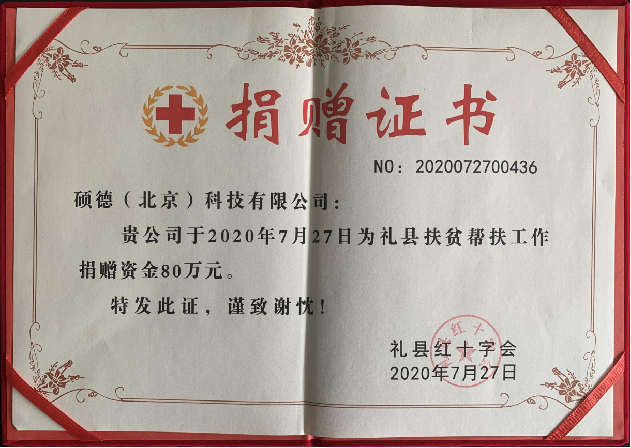 捐赠证书
NO: 2020072700436
硕德（北京）科技有限公司：
贵公司于2020年7月27日为礼县扶贫帮扶工作
捐赠资金80万元。
特发此证，谨致谢忱！
礼县红十字会
2020年7月27日